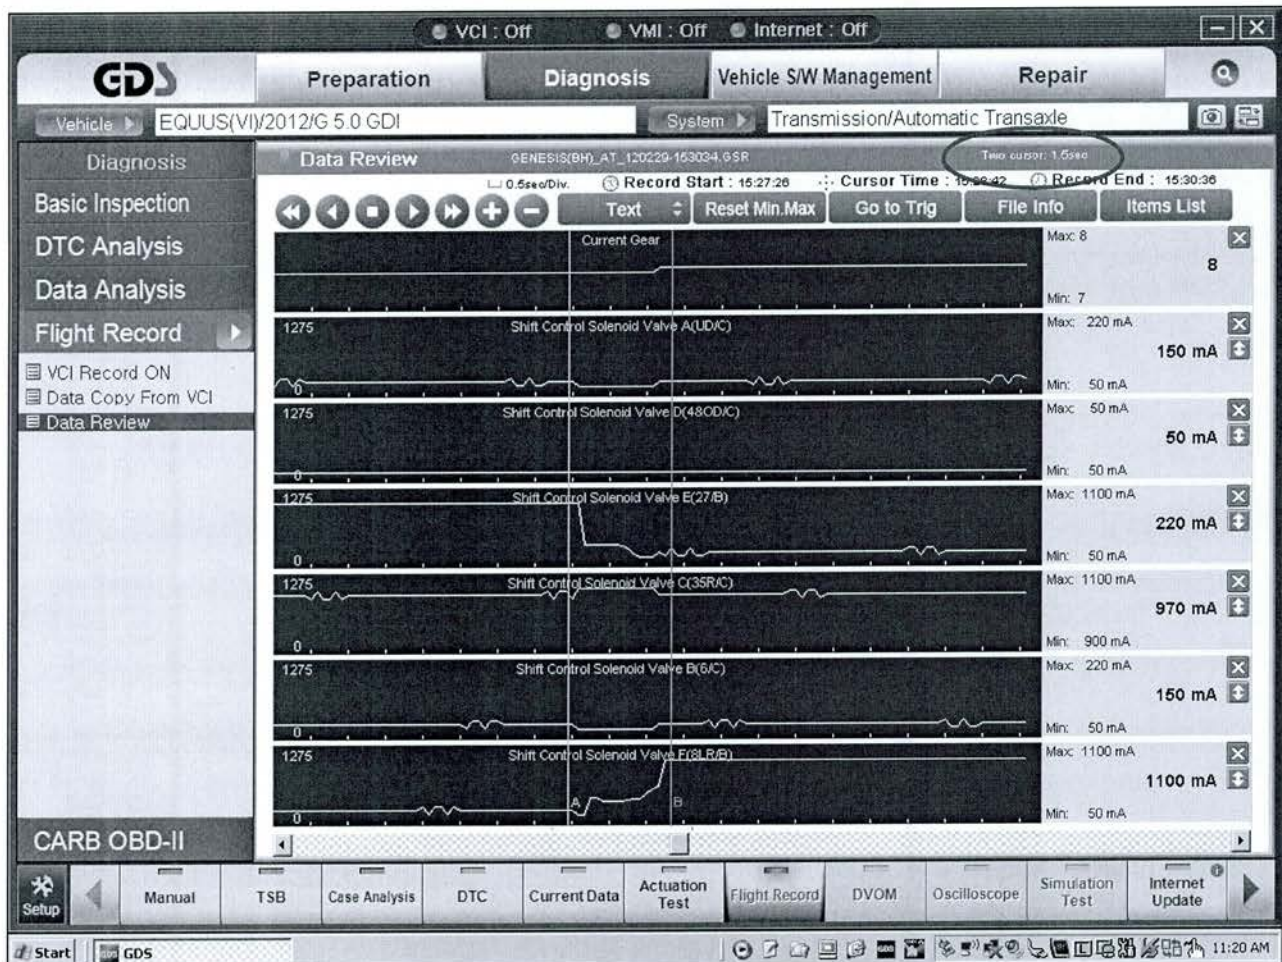 VCI : Off VMI : Off Internet : Off
GDS Preparation Diagnosis Vehicle S/W Management Repair
Vehicle EQUUS(VI)/2012/G 5.0 GDI System Transmission/Automatic Transaxle
Diagnosis
Basic Inspection
DTC Analysis
Data Analysis
Flight Record
VCI Record ON
Data Copy From VCI
Data Review
CARB OBD-II
Data Review GENESIS(BH)_AT_120229-153034.GSR Two cursor: 1.5sec
0.5sec/Div. Record Start : 15:27:26 Cursor Time : Record End : 15:30:36
Text Reset Min.Max Go to Trig File Info Items List
Current Gear Max: 8
8
Min: 7
1275 Shift Control Solenoid Valve A(UD/C) Max: 220 mA
150 mA
0 Min: 50 mA
1275 Shift Control Solenoid Valve D(48OD/C) Max: 50 mA
50 mA
0 Min: 50 mA
1275 Shift Control Solenoid Valve E(27/B) Max: 1100 mA
220 mA
0 Min: 50 mA
1275 Shift Control Solenoid Valve C(35R/C) Max: 1100 mA
970 mA
0 Min: 900 mA
1275 Shift Control Solenoid Valve B(6/C) Max: 220 mA
150 mA
0 Min: 50 mA
1275 Shift Control Solenoid Valve F(8LR/B) Max: 1100 mA
1100 mA
A B
0 Min: 50 mA
Setup Manual TSB Case Analysis DTC Current Data Actuation Test Flight Record DVOM Oscilloscope Simulation Test Internet Update
Start GDS 11:20 AM